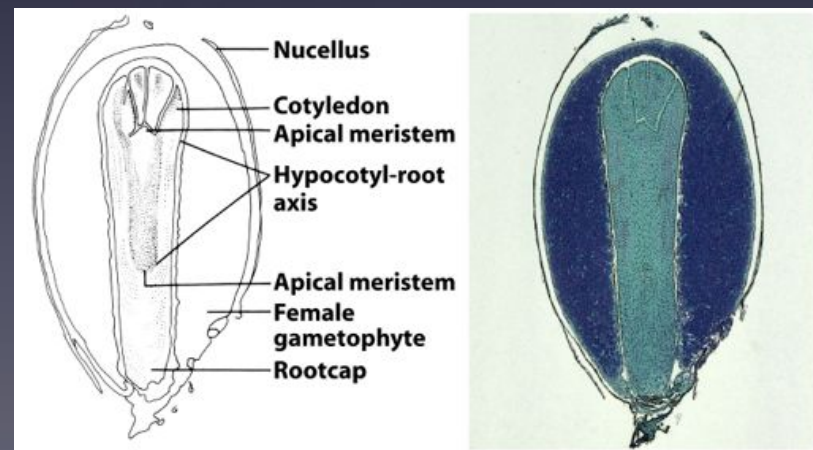 Nucellus
Cotyledon
Apical meristem
Hypocotyl-root
axis
Apical meristem
Female
gametophyte
Rootcap